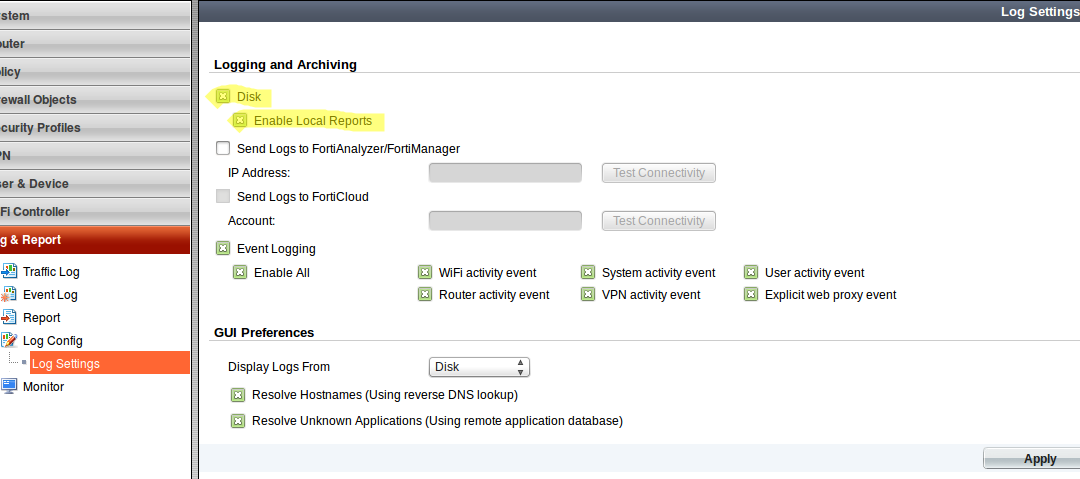 Log Settings
ystem
outer
olicy
rewall Objects
ecurity Profiles
PN
ser & Device
Fi Controller
g & Report
Traffic Log
Event Log
Report
Log Config
Log Settings
Monitor
Logging and Archiving
Disk
Enable Local Reports
Send Logs to FortiAnalyzer/FortiManager
IP Address: Test Connectivity
Send Logs to FortiCloud
Account: Test Connectivity
Event Logging
Enable All WiFi activity event System activity event User activity event
Router activity event VPN activity event Explicit web proxy event
GUI Preferences
Display Logs From Disk
Resolve Hostnames (Using reverse DNS lookup)
Resolve Unknown Applications (Using remote application database)
Apply